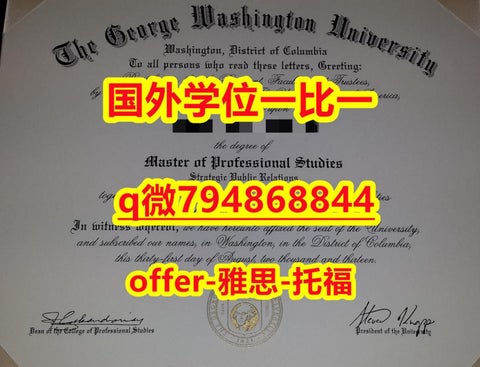 The George Washington University
Washington, District of Columbia
To all persons who read these letters, Greeting:
国外学位一比一
the degree of
Master of Professional Studies
Strategic Public Relations
q微794868844
In witness whereof, we have hereunto affixed the seal of the University,
and subscribed our names, in Washington, in the District of Columbia,
this thirty-first day of August, two thousand and thirteen.
offer-雅思-托福
Dean of the College of Professional Studies
President of the University